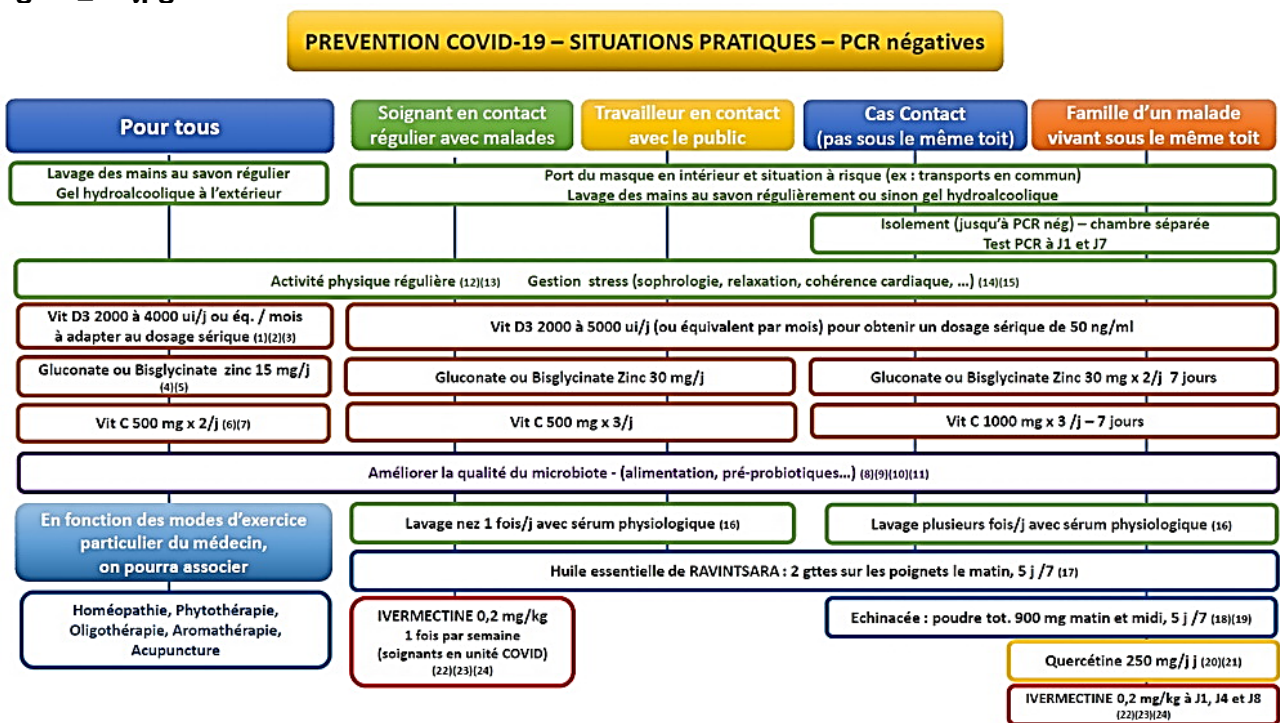 PREVENTION COVID-19 – SITUATIONS PRATIQUES – PCR négatives
Pour tous
Soignant en contact
régulier avec malades
Travailleur en contact
avec le public
Cas Contact
(pas sous le même toit)
Famille d'un malade
vivant sous le même toit
Lavage des mains au savon régulier
Gel hydroalcoolique à l'extérieur
Port du masque en intérieur et situation à risque (ex : transports en commun)
Lavage des mains au savon régulièrement ou sinon gel hydroalcoolique
Isolement (jusqu'à PCR nég) – chambre séparée
Test PCR à J1 et J7
Activité physique régulière (12)(13) Gestion stress (sophrologie, relaxation, cohérence cardiaque, ...) (14)(15)
Vit D3 2000 à 4000 ui/j ou éq. / mois
à adapter au dosage sérique (1)(2)(3)
Vit D3 2000 à 5000 ui/j (ou équivalent par mois) pour obtenir un dosage sérique de 50 ng/ml
Gluconate ou Bisglycinate zinc 15 mg/j
(4)(5)
Gluconate ou Bisglycinate Zinc 30 mg/j
Gluconate ou Bisglycinate Zinc 30 mg x 2/j 7 jours
Vit C 500 mg x 2/j (6)(7)
Vit C 500 mg x 3/j
Vit C 1000 mg x 3 /j – 7 jours
Améliorer la qualité du microbiote - (alimentation, pré-probiotiques...) (8)(9)(10)(11)
En fonction des modes d'exercice
particulier du médecin,
on pourra associer
Lavage nez 1 fois/j avec sérum physiologique (16)
Lavage plusieurs fois/j avec sérum physiologique (16)
Huile essentielle de RAVINTSARA : 2 gttes sur les poignets le matin, 5 j /7 (17)
Homéopathie, Phytothérapie,
Oligothérapie, Aromathérapie,
Acupuncture
IVERMECTINE 0,2 mg/kg
1 fois par semaine
(soignants en unité COVID)
(22)(23)(24)
Echinacée : poudre tot. 900 mg matin et midi, 5 j /7 (18)(19)
Quercétine 250 mg/j j (20)(21)
IVERMECTINE 0,2 mg/kg à J1, J4 et J8
(22)(23)(24)